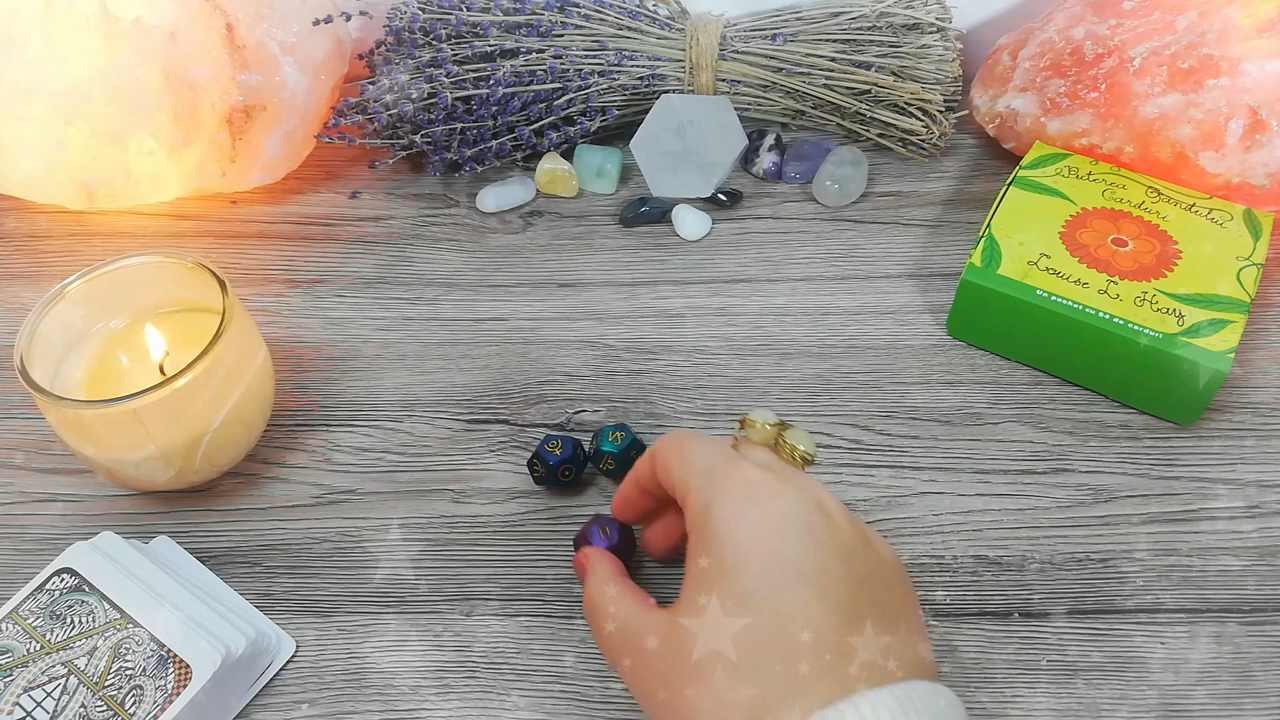 Puterea Gândului
Carduri
Louise L. Hay
Un pachet cu 64 de carduri